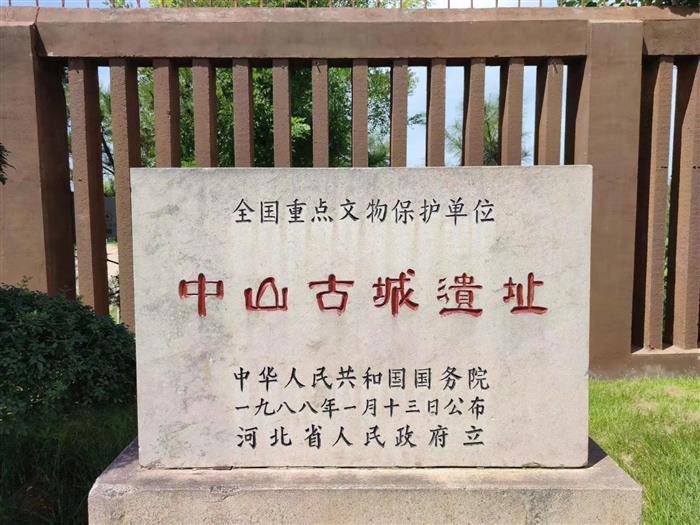 全国重点文物保护单位
中山古城遺址
中华人民共和国国务院
一九八八年一月十三日公布
河北省人民政府立